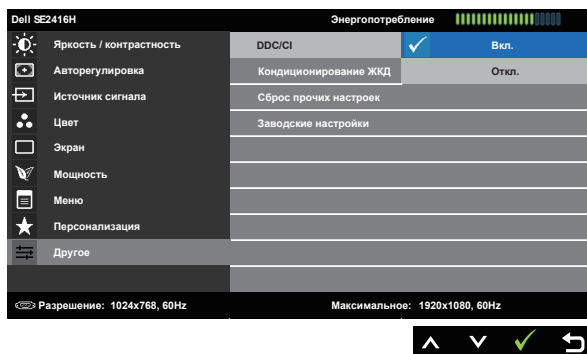 Dell SE2416H Энергопотребление
Яркость / контрастность DDC/CI Вкл.
Авторегулировка Кондиционирование ЖКД Откл.
Источник сигнала Сброс прочих настроек
Цвет Заводские настройки
Экран
Мощность
Меню
Персонализация
Другое
Разрешение: 1024x768, 60Hz Максимальное: 1920x1080, 60Hz